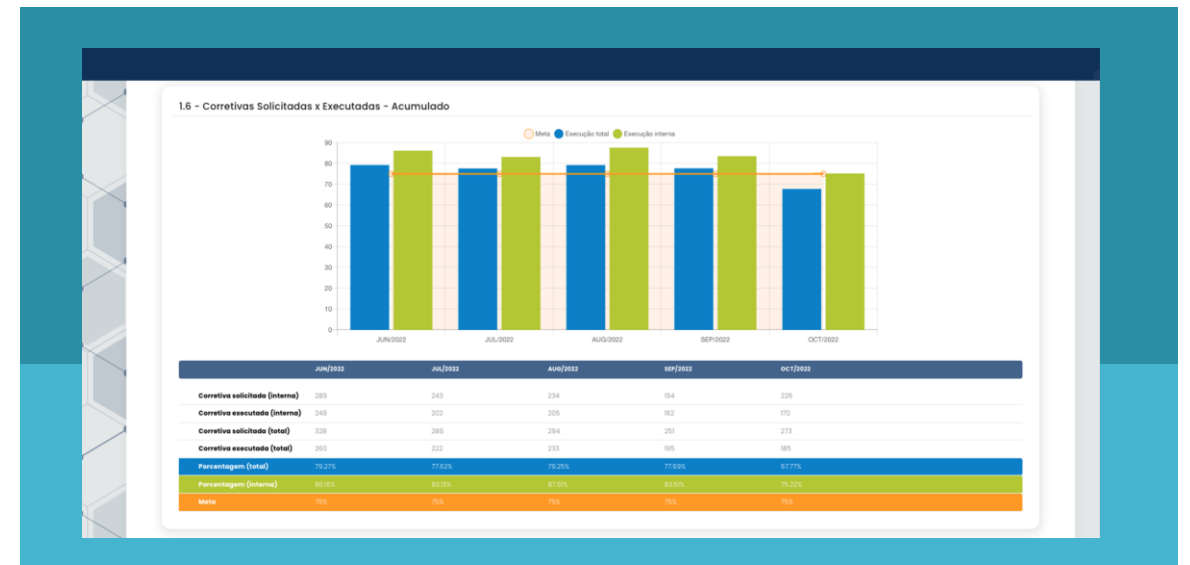 1.6 - Corretivas Solicitadas x Executadas - Acumulado
Meta Execução total Execução interna
90
80
70
60
50
40
30
20
10
0
JUN/2022 JUL/2022 AUG/2022 SEP/2022 OCT/2022
JUN/2022 JUL/2022 AUG/2022 SEP/2022 OCT/2022
Corretiva solicitada (interna) 289 243 234 194 226
Corretiva executada (interna) 249 202 205 162 170
Corretiva solicitada (total) 328 286 294 251 273
Corretiva executada (total) 260 222 233 195 185
Porcentagem (total) 79.27% 77.62% 79.25% 77.69% 67.77%
Porcentagem (interna) 86.16% 83.13% 87.61% 83.51% 75.22%
Meta 75% 75% 75% 75% 75%